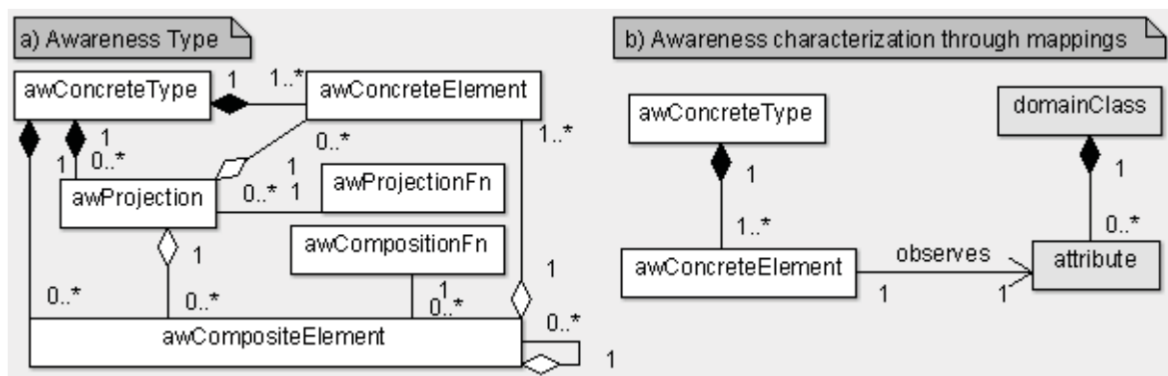 a) Awareness Type
b) Awareness characterization through mappings
awConcreteType
1
1..*
awConcreteElement
1
0..*
1
0..*
1
1..*
awProjection
0..*
1
awProjectionFn
1
awCompositionFn
0..*
0..*
1
0..*
1
0..*
awCompositeElement
1
awConcreteType
domainClass
1
1
1..*
0..*
awConcreteElement
observes
attribute
1
1